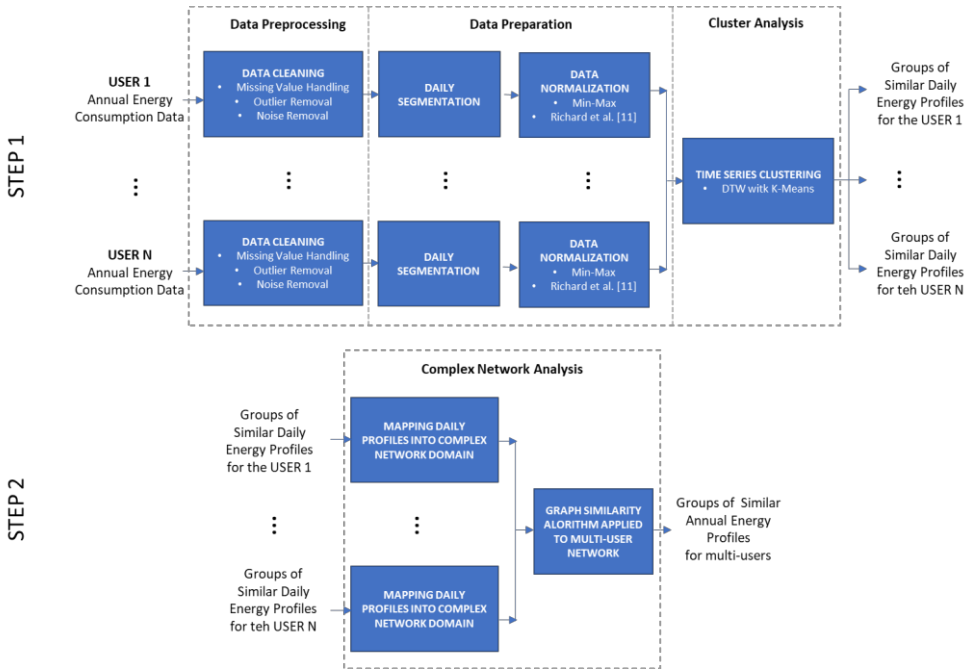 STEP 1
Data Preprocessing
Data Preparation
Cluster Analysis
USER 1
Annual Energy
Consumption Data
DATA CLEANING
• Missing Value Handling
• Outlier Removal
• Noise Removal
DAILY
SEGMENTATION
DATA
NORMALIZATION
• Min-Max
• Richard et al. [11]
Groups of
Similar Daily
Energy Profiles
for the USER 1
...
...
...
...
TIME SERIES CLUSTERING
• DTW witk K-Means
...
USER N
Annual Energy
Consumption Data
DATA CLEANING
• Missing Value Handling
• Outlier Removal
• Noise Removal
DAILY
SEGMENTATION
DATA
NORMALIZATION
• Min-Max
• Richard et al. [11]
Groups of
Similar Daily
Energy Profiles
for teh USER N
STEP 2
Complex Network Analysis
Groups of
Similar Daily
Energy Profiles
for the USER 1
MAPPING DAILY
PROFILES INTO COMPLEX
NETWORK DOMAIN
...
...
GRAPH SIMILARITY
ALORITHM APPLIED
TO MULTI-USER
NETWORK
Groups of Similar
Annual Energy
Profiles
for multi-users
Groups of
Similar Daily
Energy Profiles
for teh USER N
MAPPING DAILY
PROFILES INTO COMPLEX
NETWORK DOMAIN